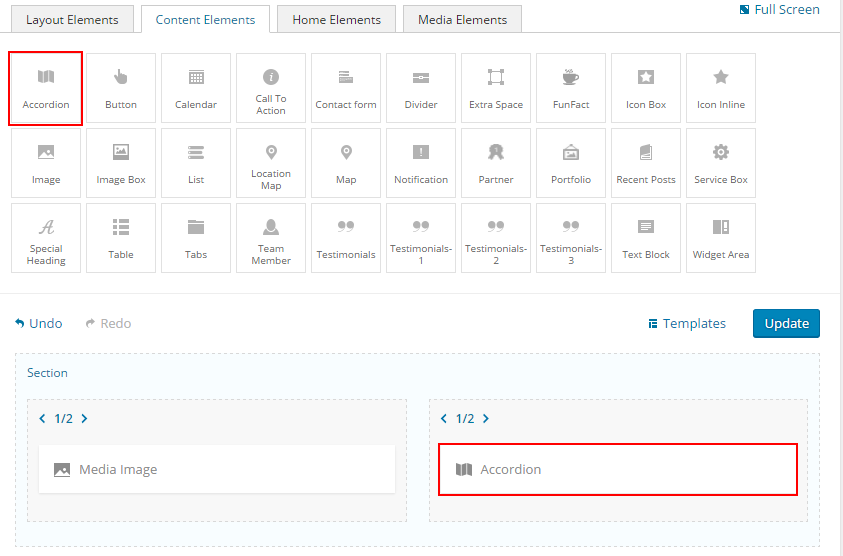 Layout Elements
Content Elements
Home Elements
Media Elements
Full Screen
Accordion
Button
Calendar
Call To
Action
Contact form
Divider
Extra Space
FunFact
Icon Box
Icon Inline
Image
Image Box
List
Location
Map
Map
Notification
Partner
Portfolio
Recent Posts
Service Box
Special
Heading
Table
Tabs
Team
Member
Testimonials
Testimonials-
1
Testimonials-
2
Testimonials-
3
Text Block
Widget Area
Undo
Redo
Templates
Update
Section
1/2
1/2
Media Image
Accordion